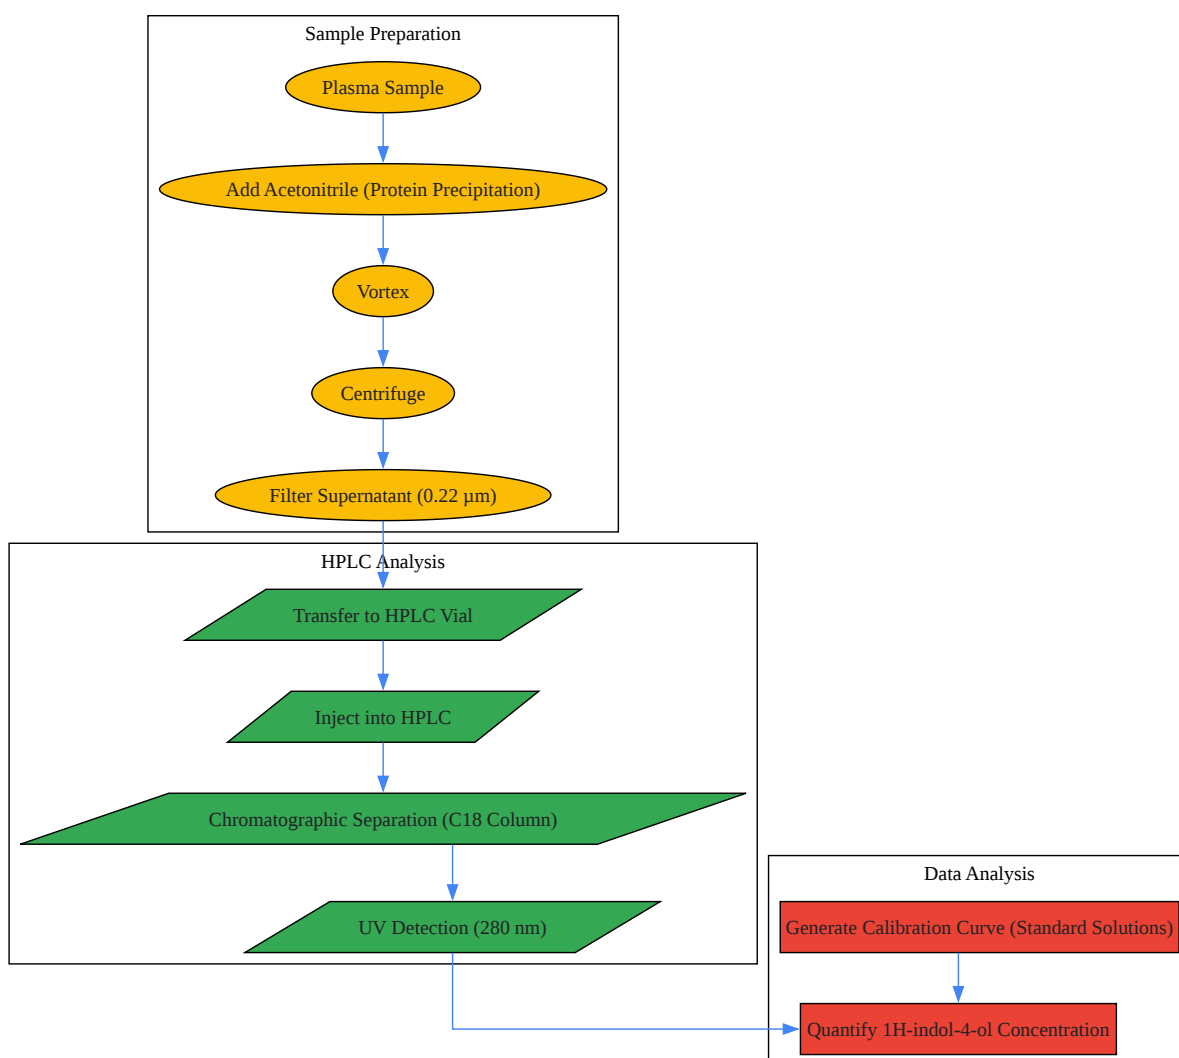 Sample Preparation
Plasma Sample
Add Acetonitrile (Protein Precipitation)
Vortex
Centrifuge
Filter Supernatant (0.22 µm)
HPLC Analysis
Transfer to HPLC Vial
Inject into HPLC
Chromatographic Separation (C18 Column)
UV Detection (280 nm)
Data Analysis
Generate Calibration Curve (Standard Solutions)
Quantify 1H-indol-4-ol Concentration